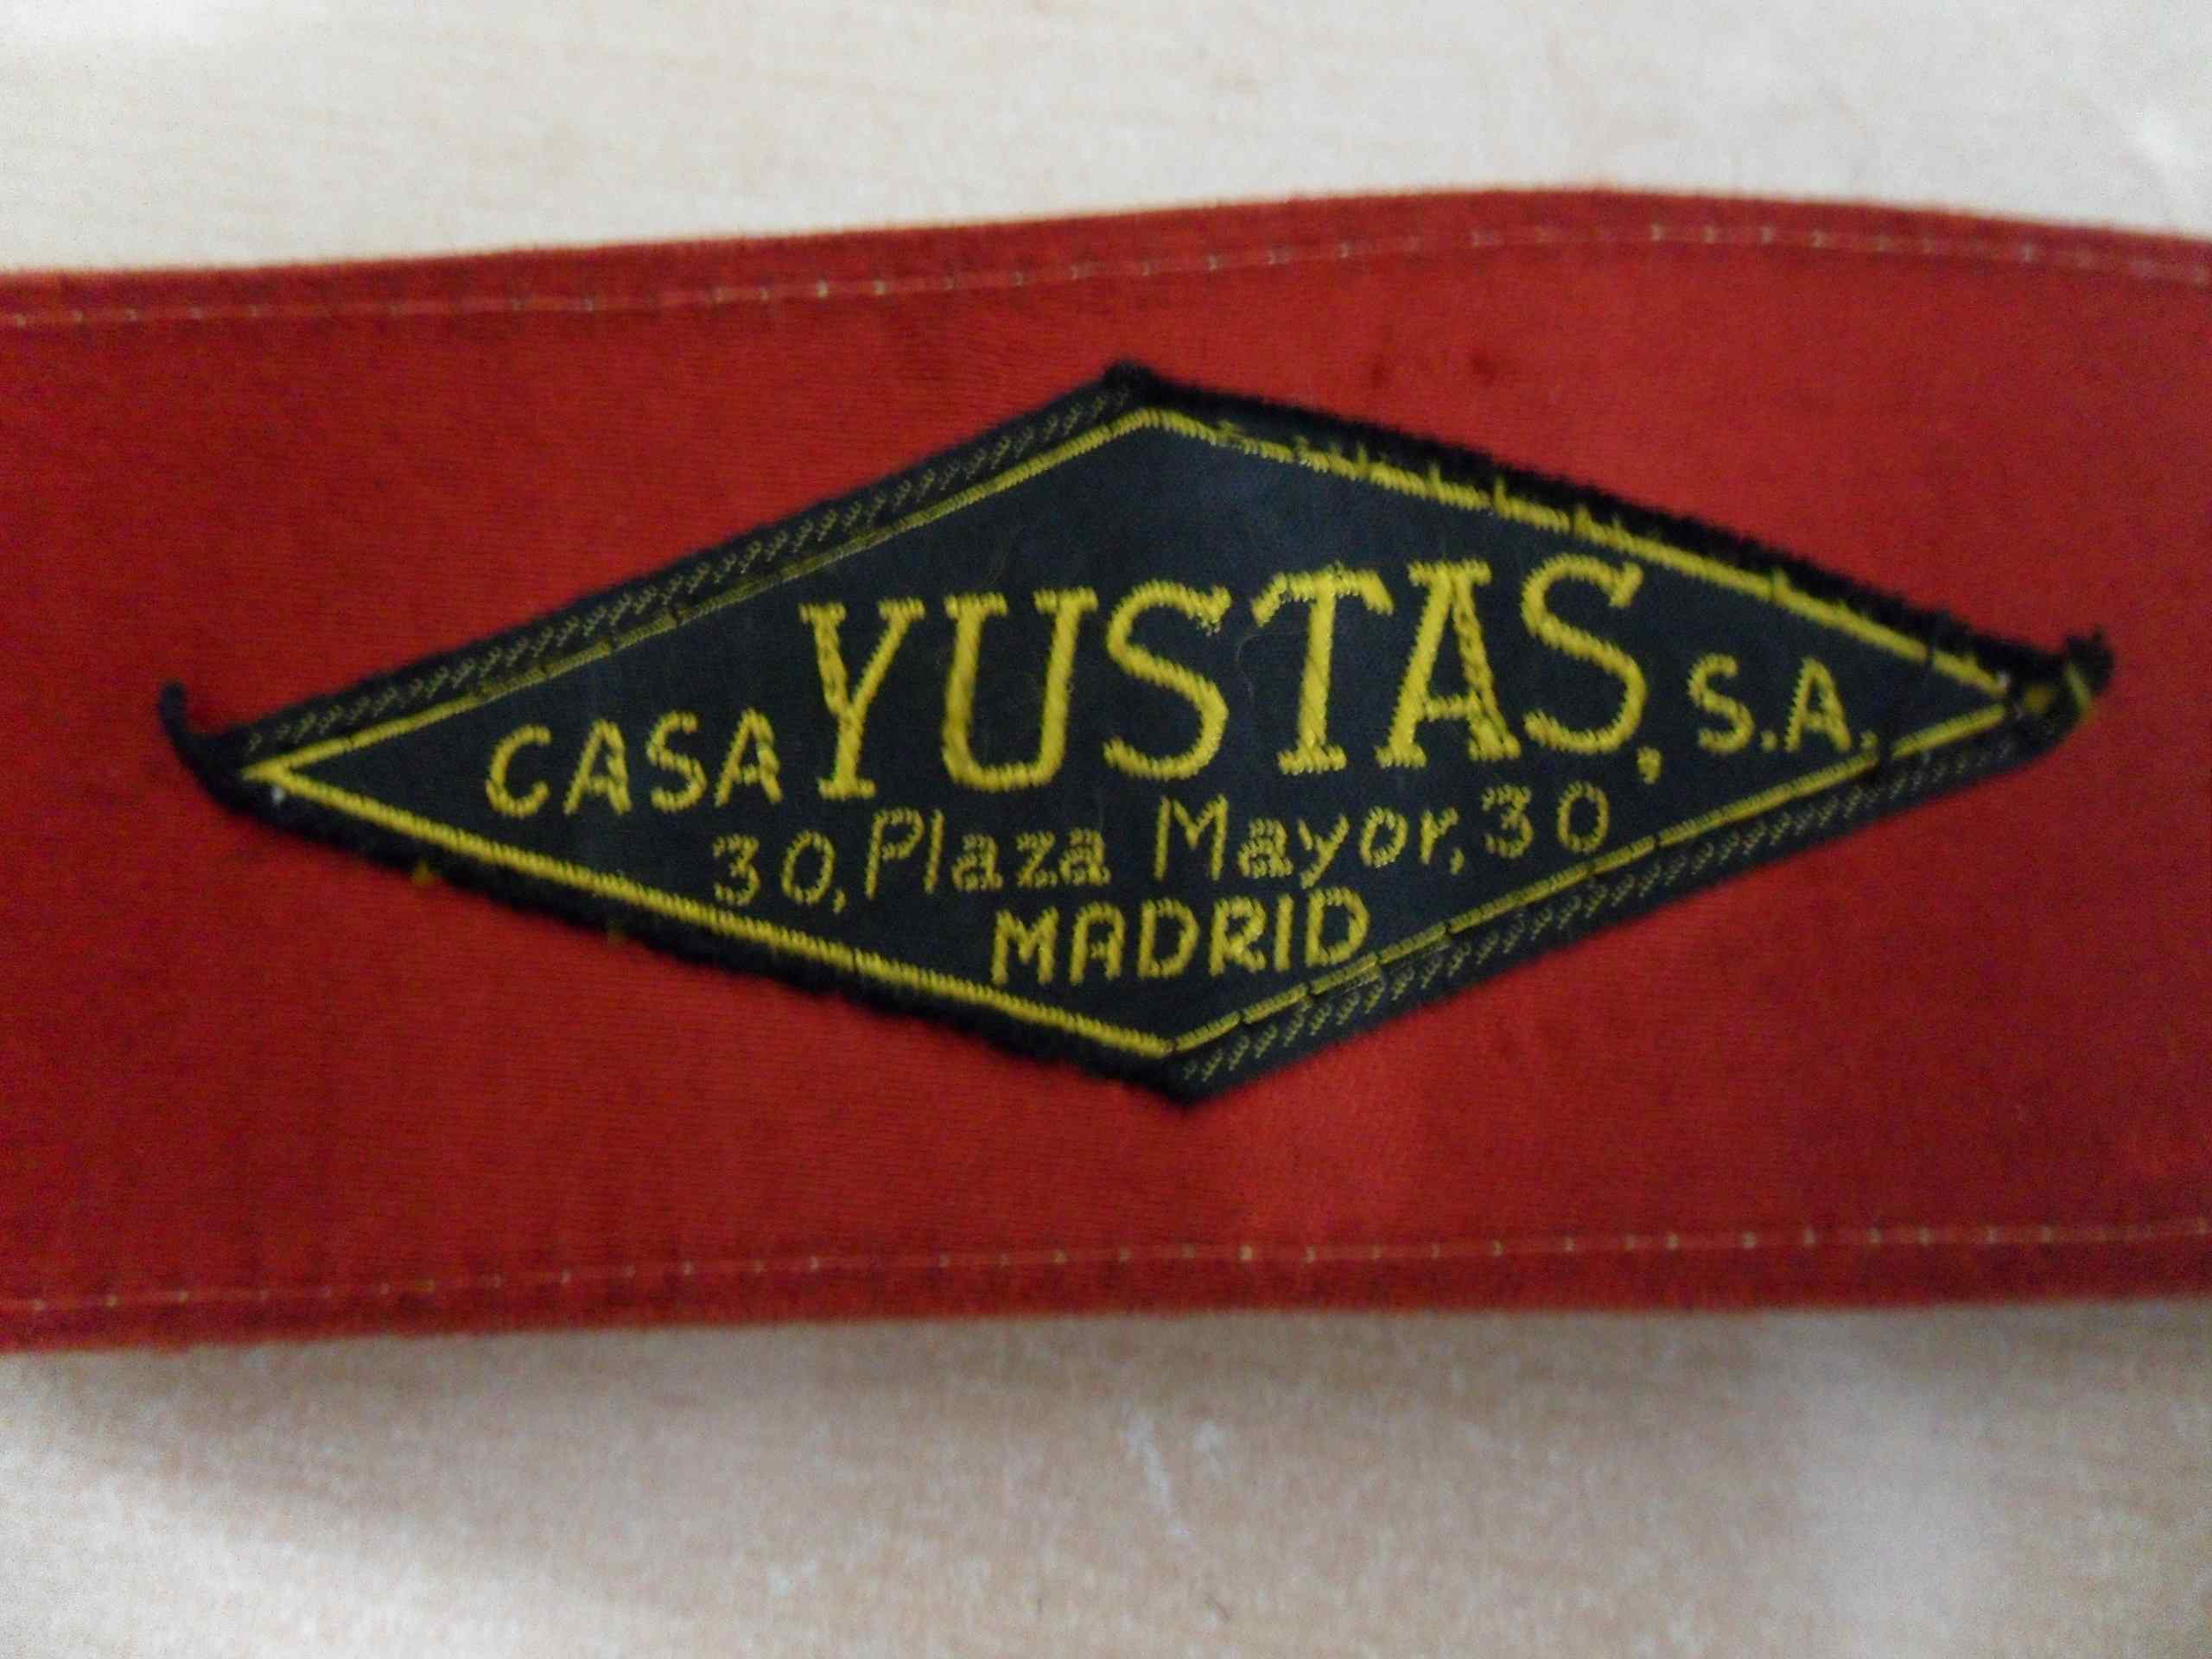 CASA YUSTAS, S.A.
30, Plaza Mayor, 30
MADRID